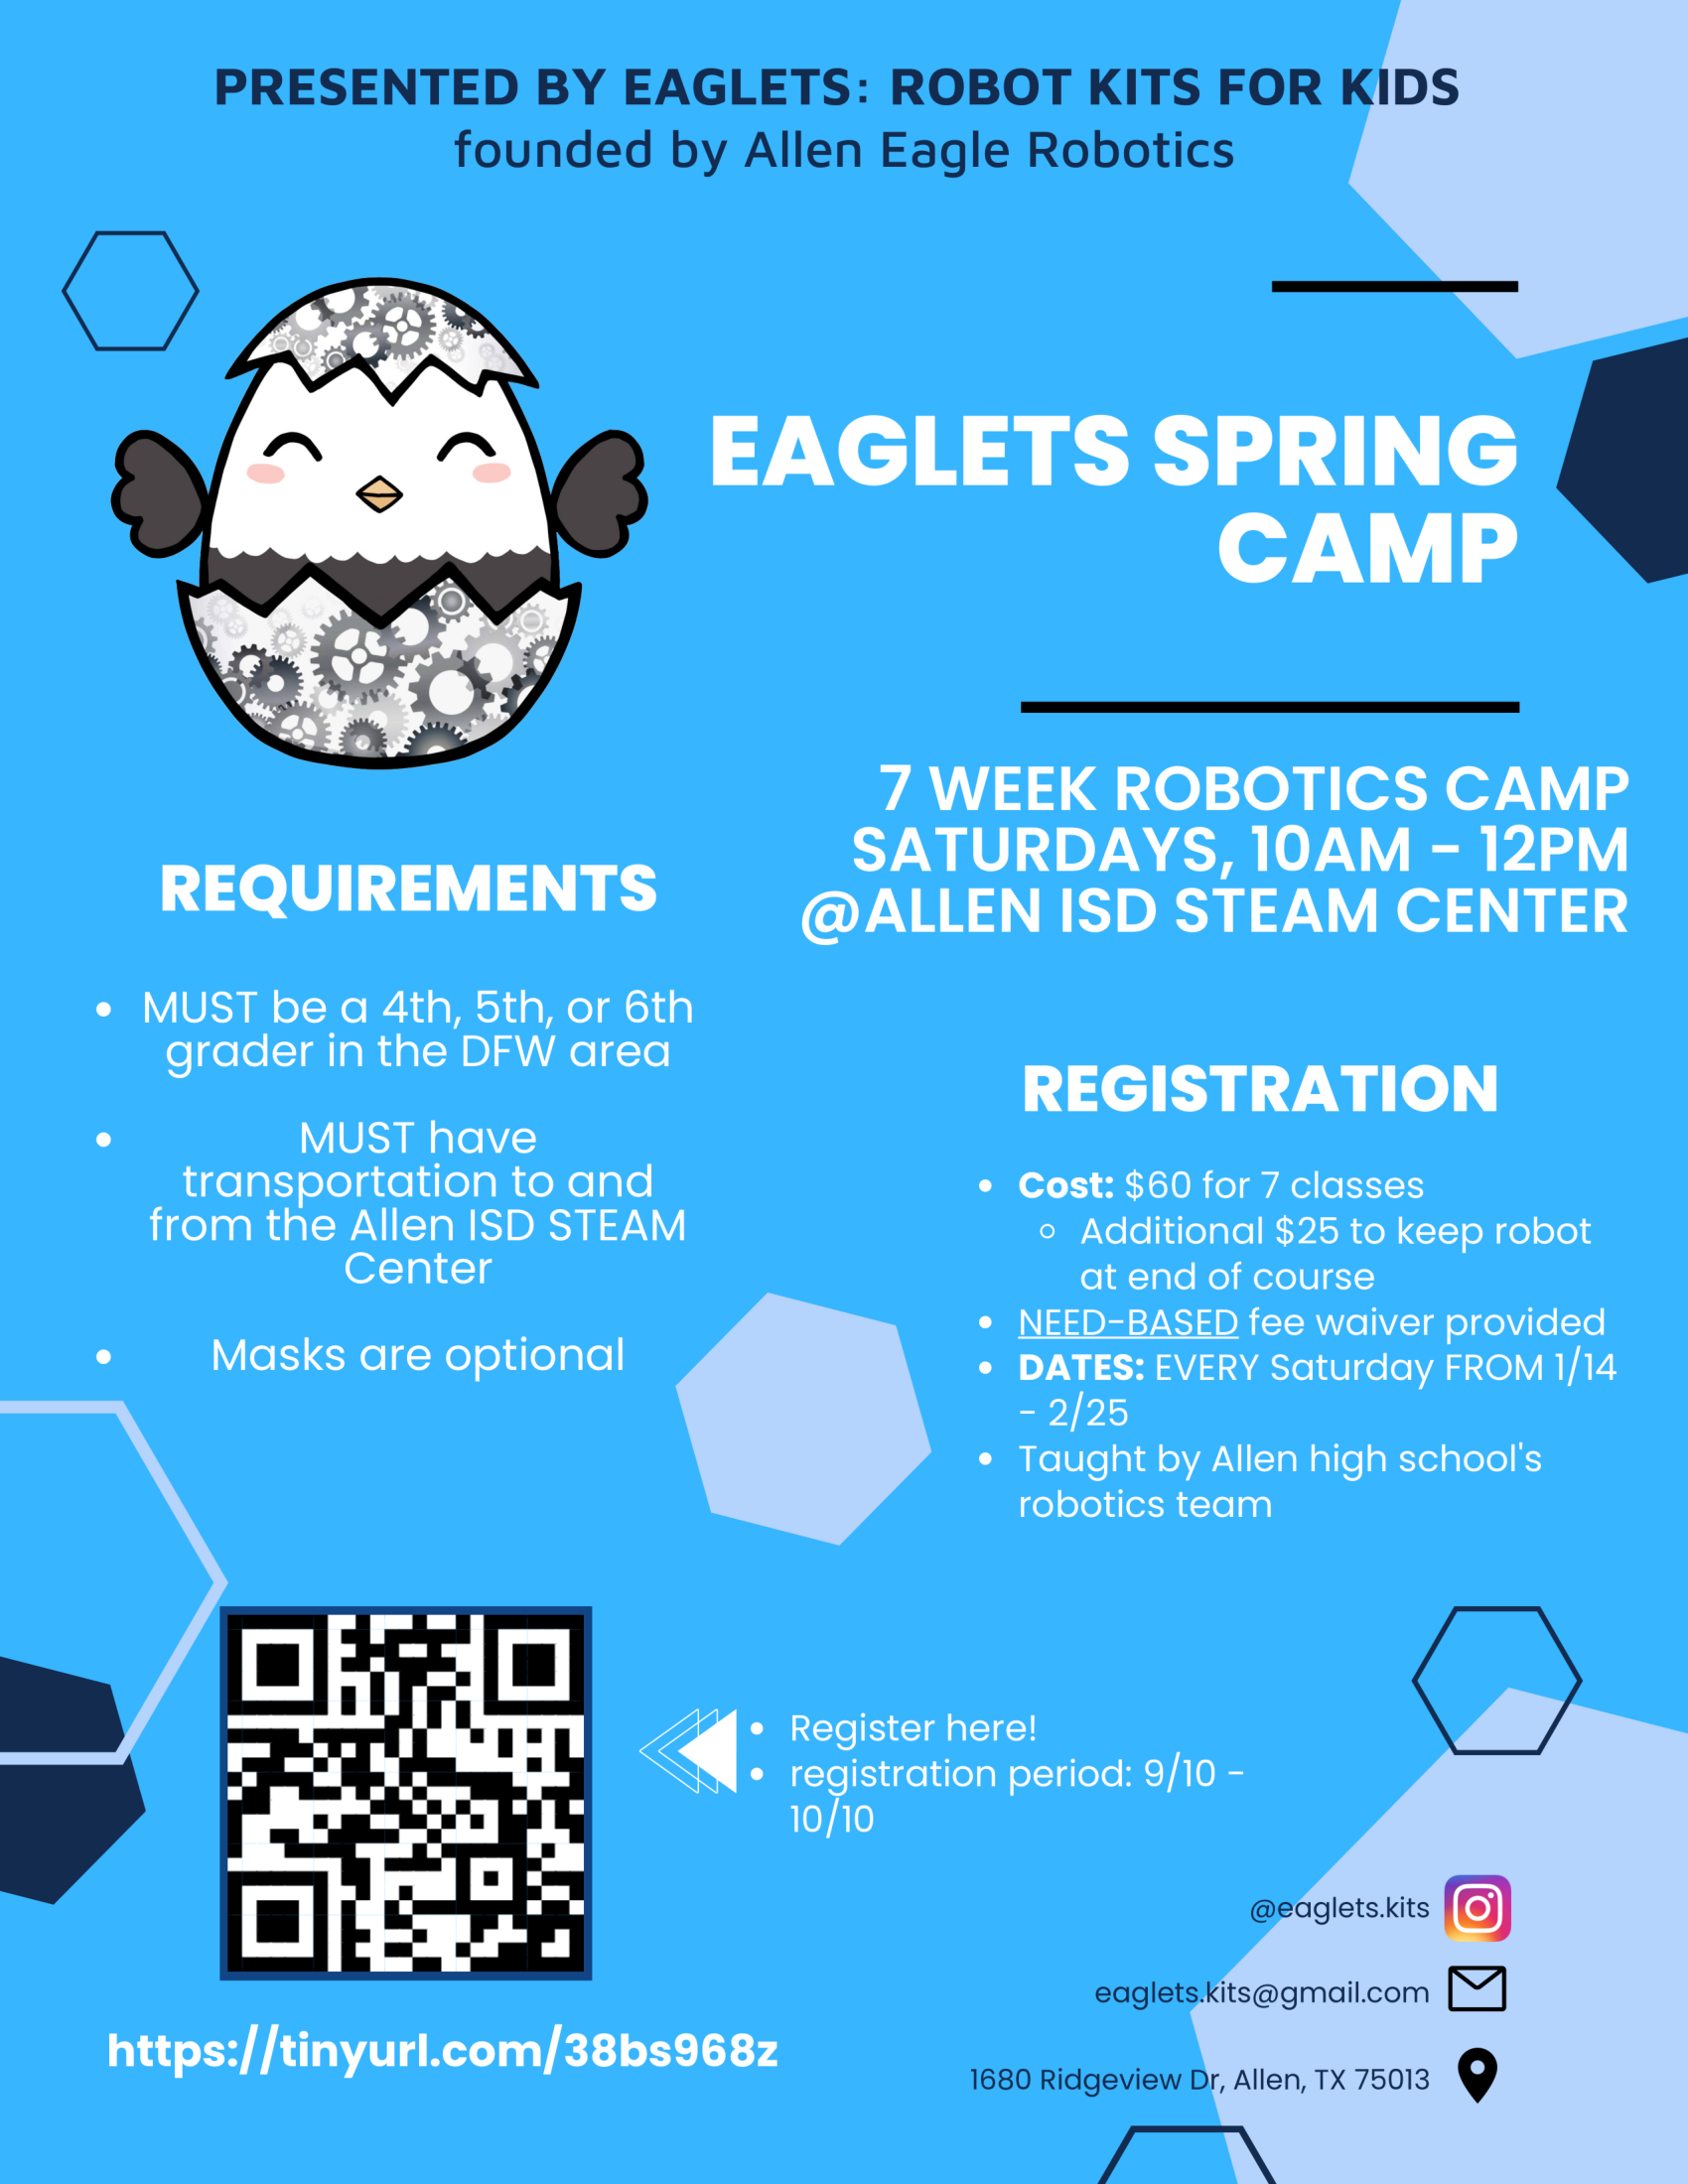 PRESENTED BY EAGLETS: ROBOT KITS FOR KIDS
founded by Allen Eagle Robotics
EAGLETS SPRING
CAMP
7 WEEK ROBOTICS CAMP
SATURDAYS, 10AM - 12PM
@ALLEN ISD STEAM CENTER
REQUIREMENTS
• MUST be a 4th, 5th, or 6th
grader in the DFW area
• MUST have
transportation to and
from the Allen ISD STEAM
Center
• Masks are optional
REGISTRATION
• Cost: $60 for 7 classes
◦ Additional $25 to keep robot
at end of course
• NEED-BASED fee waiver provided
• DATES: EVERY Saturday FROM 1/14
- 2/25
• Taught by Allen high school's
robotics team
• Register here!
• registration period: 9/10 -
10/10
https://tinyurl.com/38bs968z
@eaglets.kits
eaglets.kits@gmail.com
1680 Ridgeview Dr, Allen, TX 75013